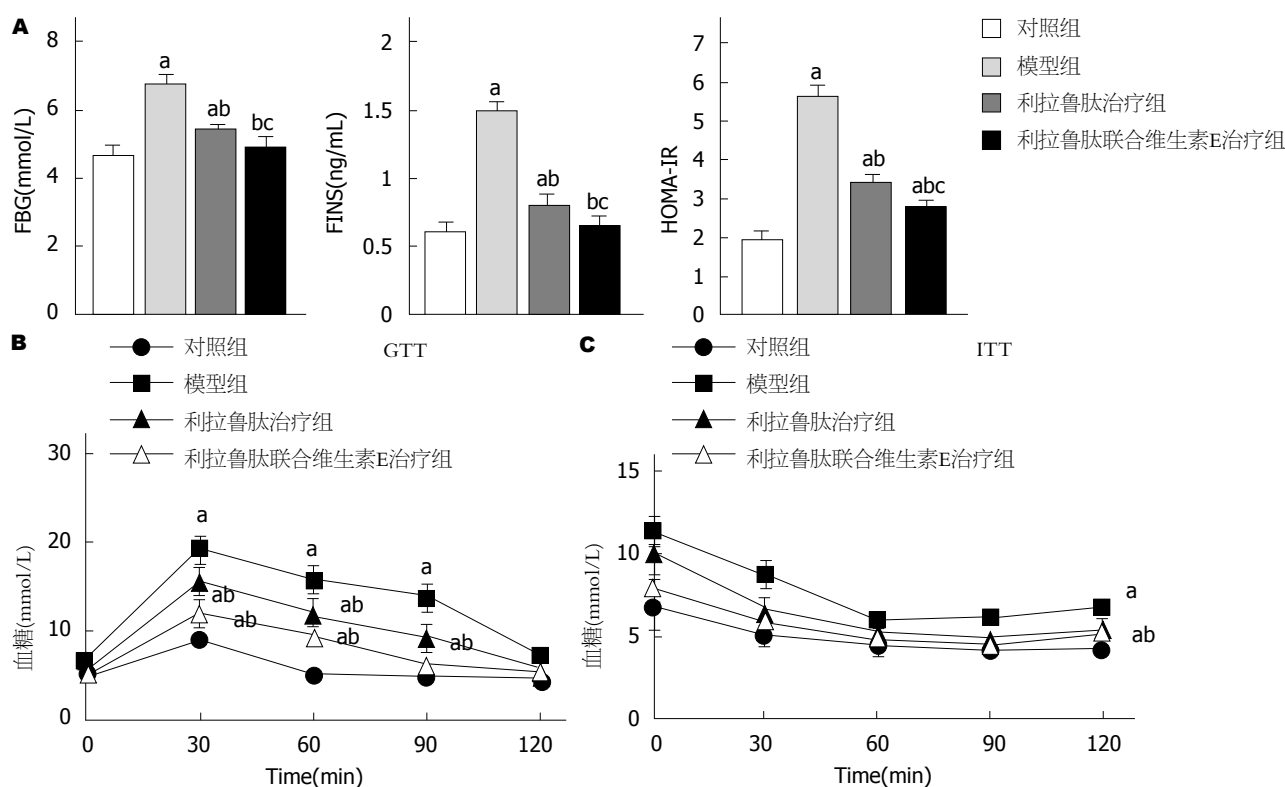 A
FBG(mmol/L)
8
6
4
2
0
a
ab
bc
FINS(ng/mL)
2
1.5
1
0.5
0
a
ab
bc
HOMA-IR
7
6
5
4
3
2
1
0
a
ab
abc
对照组
模型组
利拉鲁肽治疗组
利拉鲁肽联合维生素E治疗组
B
GTT
对照组
模型组
利拉鲁肽治疗组
利拉鲁肽联合维生素E治疗组
血糖(mmol/L)
30
20
10
0
a
a
a
ab
ab
ab
ab
ab
0 30 60 90 120
Time(min)
C
ITT
对照组
模型组
利拉鲁肽治疗组
利拉鲁肽联合维生素E治疗组
血糖(mmol/L)
15
10
5
0
a
ab
0 30 60 90 120
Time(min)